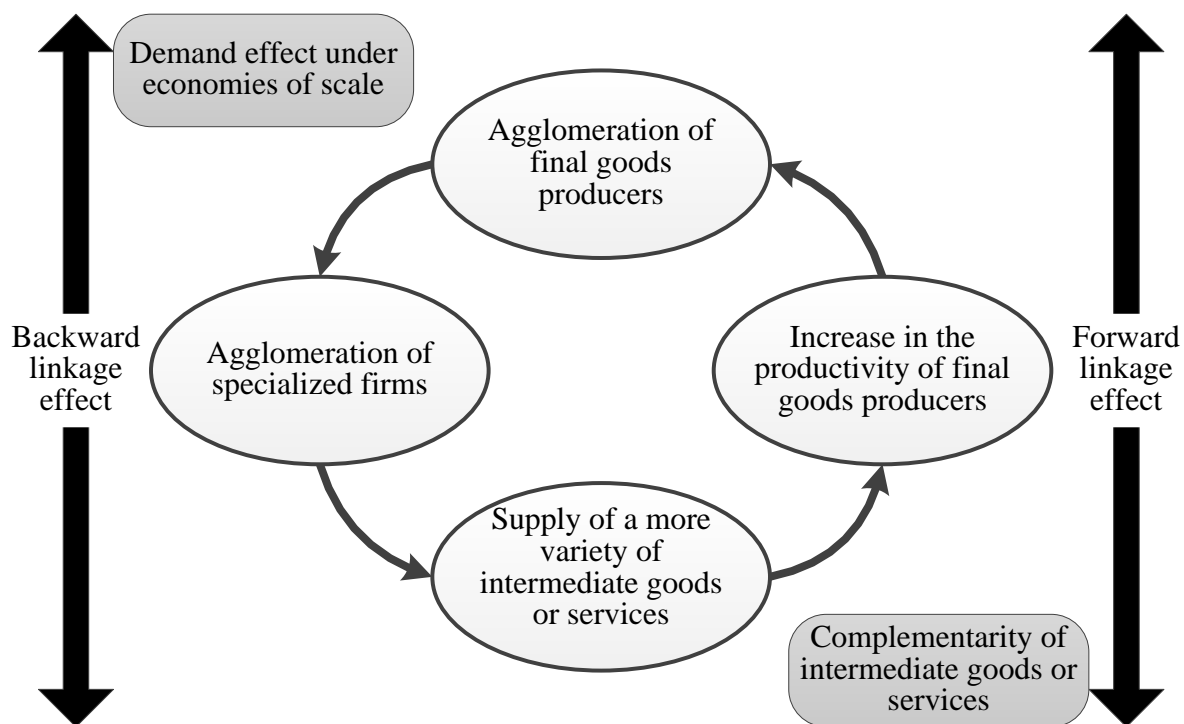 Demand effect under
economies of scale
Agglomeration of
final goods
producers
Backward
linkage
effect
Agglomeration of
specialized firms
Increase in the
productivity of final
goods producers
Forward
linkage
effect
Supply of a more
variety of
intermediate goods
or services
Complementarity of
intermediate goods or
services